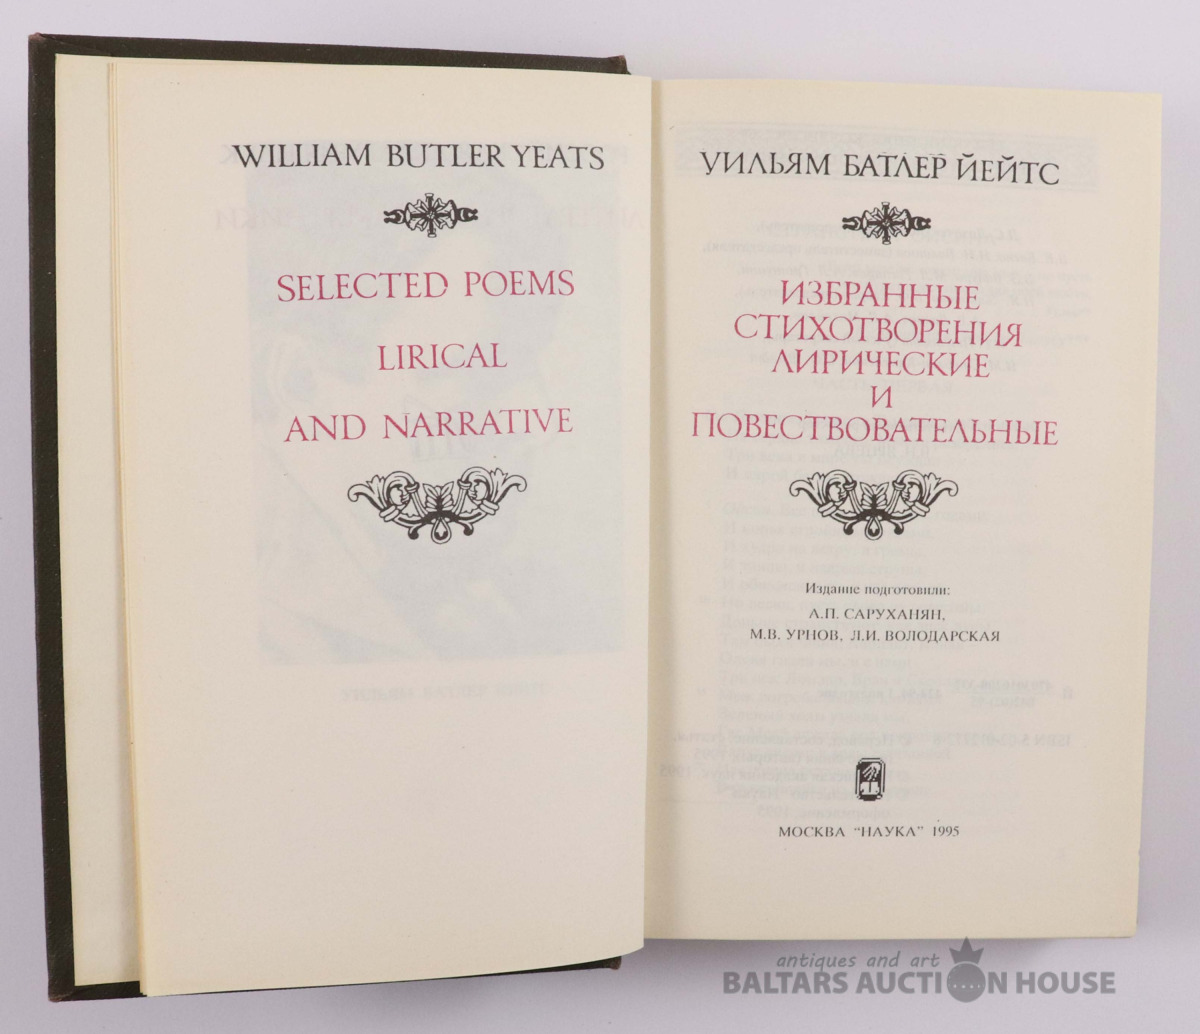 WILLIAM BUTLER YEATS
SELECTED POEMS
LIRICAL
AND NARRATIVE
УИЛЬЯМ БАТЛЕР ЙЕЙТС
ИЗБРАННЫЕ
СТИХОТВОРЕНИЯ
ЛИРИЧЕСКИЕ
И
ПОВЕСТВОВАТЕЛЬНЫЕ
Издание подготовили:
А.П. САРУХАНЯН,
М.В. УРНОВ, Л.И. ВОЛОДАРСКАЯ
МОСКВА "НАУКА" 1995
antiques and art
BALTARS AUCTION HOUSE